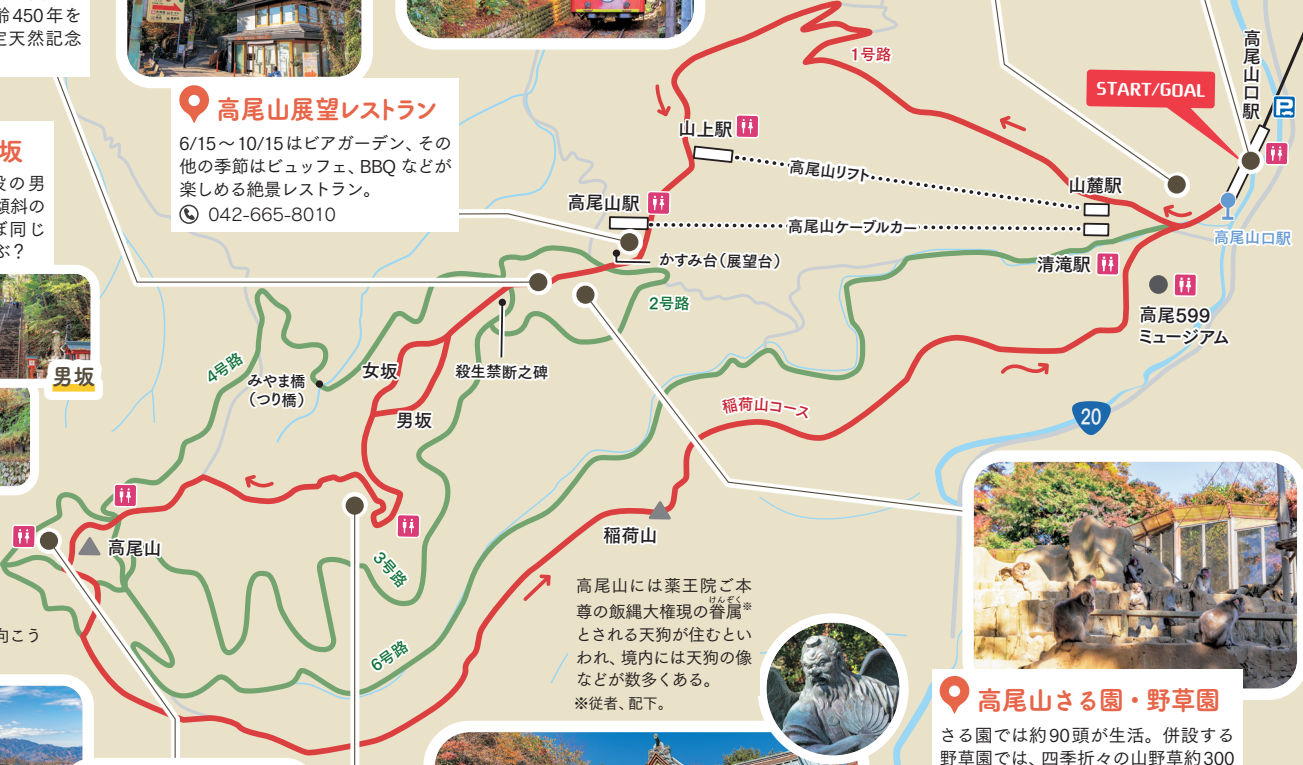 齢450年を
定天然記念
高尾山展望レストラン
6/15～10/15はビアガーデン、その
他の季節はビュッフェ、BBQ などが
楽しめる絶景レストラン。
042-665-8010
坂
段の男
傾斜の
ぼ同じ
ぶ？
男坂
1号路
START/GOAL
高尾山口駅
P
山上駅
高尾山リフト
山麓駅
高尾山駅
高尾山ケーブルカー
高尾山口駅
かすみ台（展望台）
清滝駅
2号路
高尾599
ミュージアム
4号路
みやま橋
（つり橋）
女坂
殺生禁断之碑
男坂
稲荷山コース
20
高尾山
稲荷山
3号路
6号路
向こう
高尾山には薬王院ご本
尊の飯縄大権現の眷属※
けんぞく
とされる天狗が住むとい
われ、境内には天狗の像
などが数多くある。
※従者、配下。
高尾山さる園・野草園
さる園では約90頭が生活。併設する
野草園では、四季折々の山野草約300